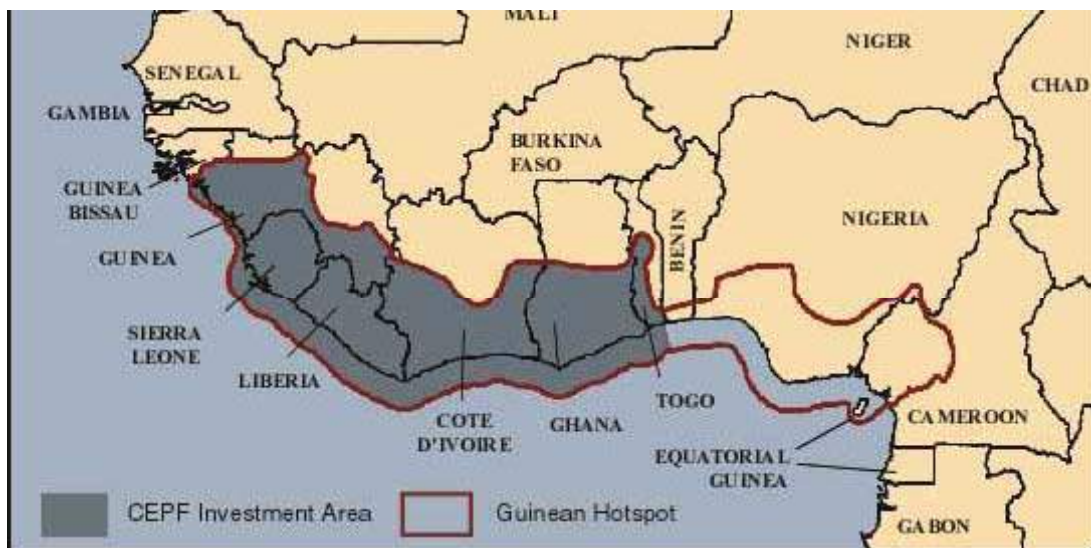 MALI
NIGER
SENEGAL
CHAD
GAMBIA
BURKINA
FASO
GUINEA
BISSAU
BENIN
NIGERIA
GUINEA
SIERRA
LEONE
LIBERIA
TOGO
COTE
D'IVOIRE
GHANA
CAMEROON
EQUATORIAL
GUINEA
CEPF Investment Area
Guinean Hotspot
GABON